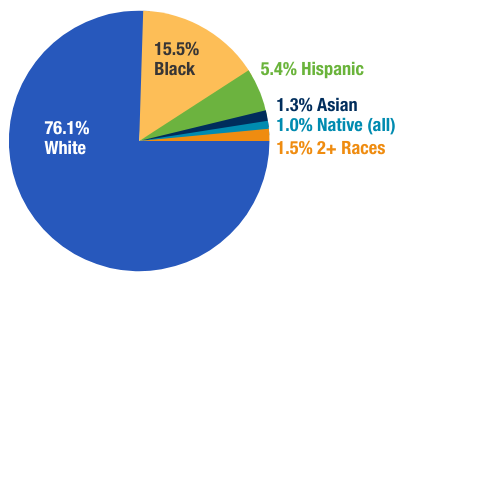 15.5%
Black
5.4% Hispanic
1.3% Asian
1.0% Native (all)
1.5% 2+ Races
76.1%
White